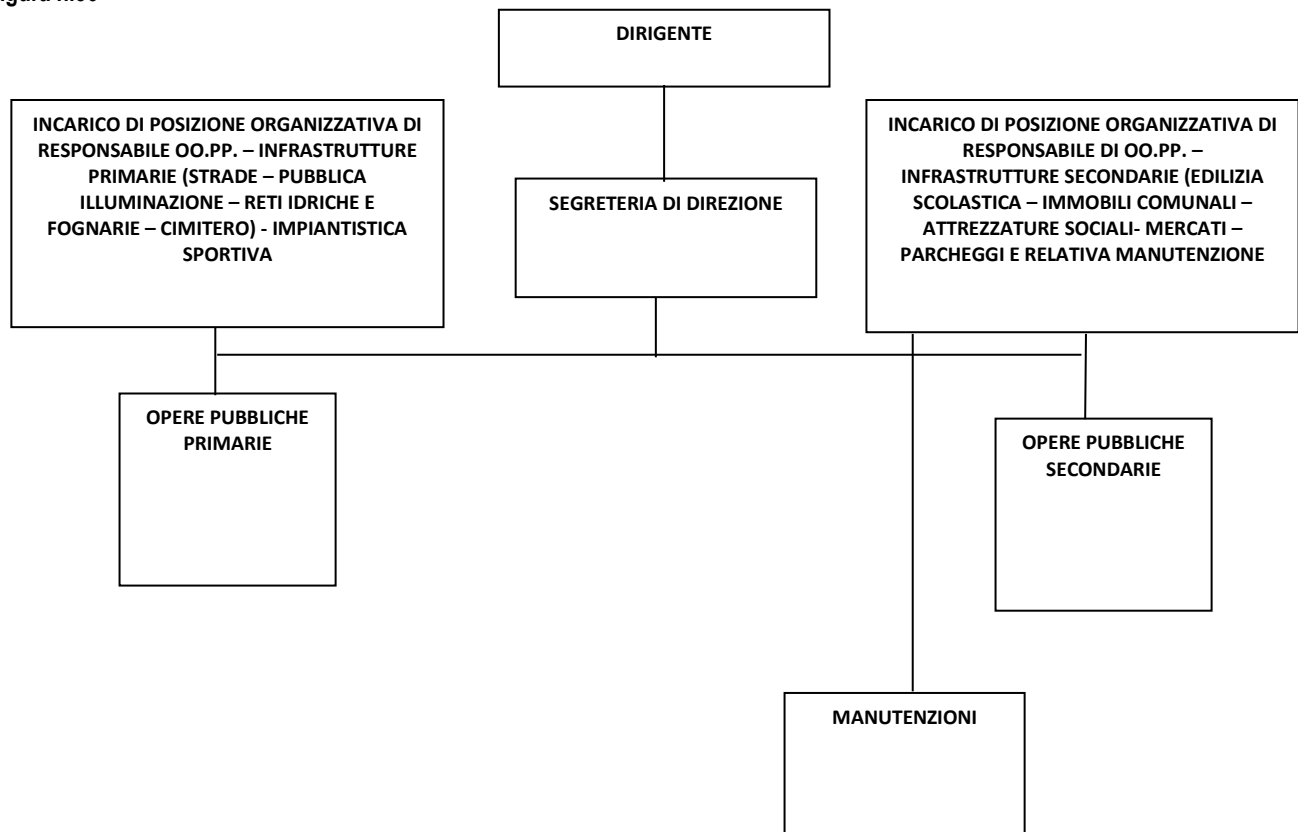 DIRIGENTE
INCARICO DI POSIZIONE ORGANIZZATIVA DI
RESPONSABILE OO.PP. – INFRASTRUTTURE
PRIMARIE (STRADE – PUBBLICA
ILLUMINAZIONE – RETI IDRICHE E
FOGNARIE – CIMITERO) - IMPIANTISTICA
SPORTIVA
SEGRETERIA DI DIREZIONE
INCARICO DI POSIZIONE ORGANIZZATIVA DI
RESPONSABILE DI OO.PP. –
INFRASTRUTTURE SECONDARIE (EDILIZIA
SCOLASTICA – IMMOBILI COMUNALI –
ATTREZZATURE SOCIALI- MERCATI –
PARCHEGGI E RELATIVA MANUTENZIONE
OPERE PUBBLICHE
PRIMARIE
OPERE PUBBLICHE
SECONDARIE
MANUTENZIONI